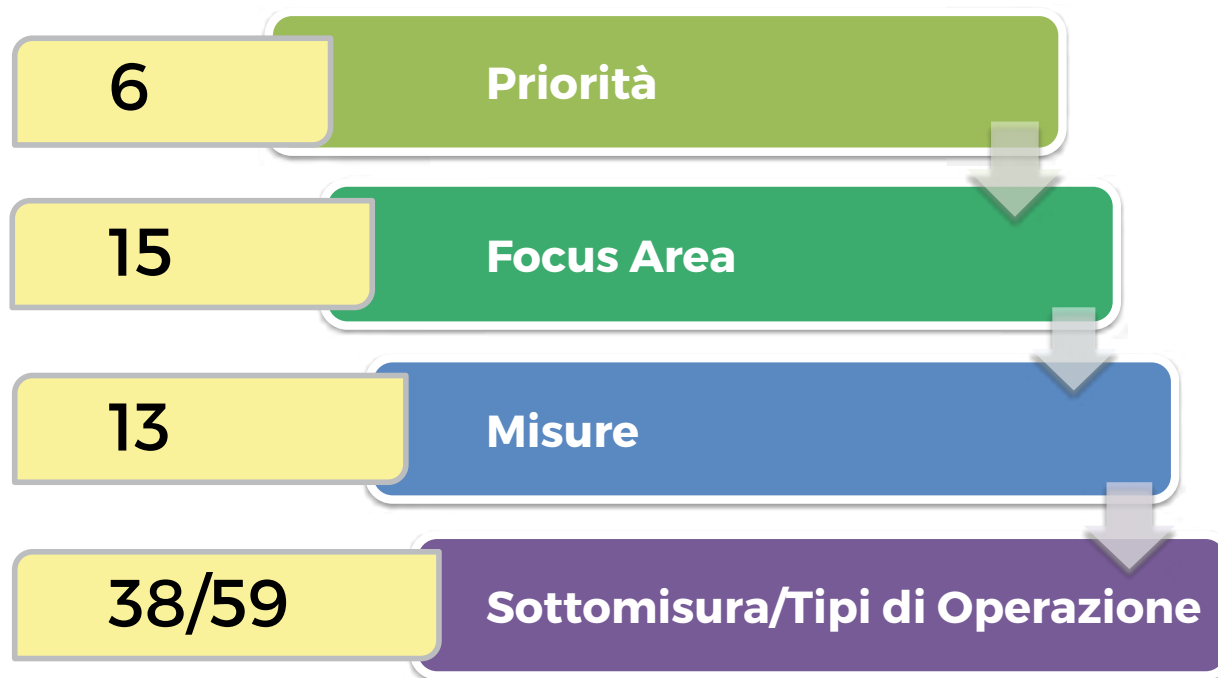 6
Priorità
15
Focus Area
13
Misure
38/59
Sottomisura/Tipi di Operazione